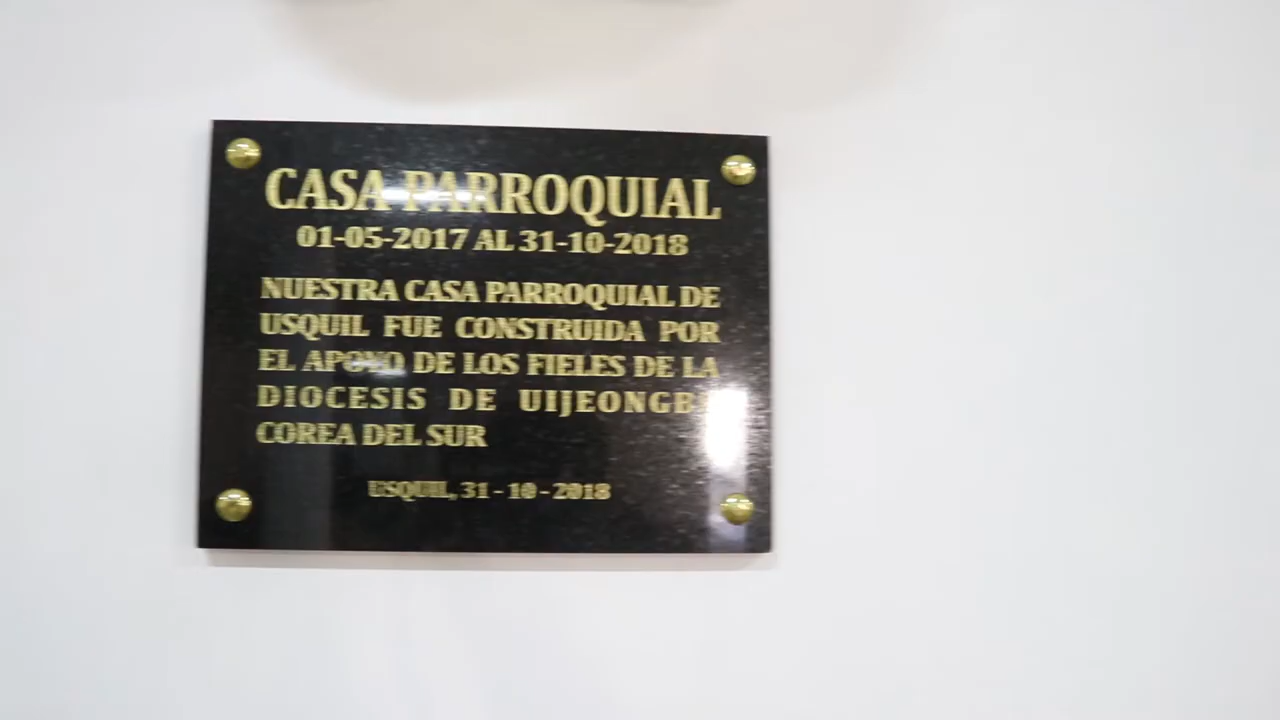 CASA PARROQUIAL
01-05-2017 AL 31-10-2018
NUESTRA CASA PARROQUIAL DE
USQUIL FUE CONSTRUIDA POR
EL APOYO DE LOS FIELES DE LA
DIOCESIS DE
COREA DEL SUR
USQUIL, 31 - 10 - 2018